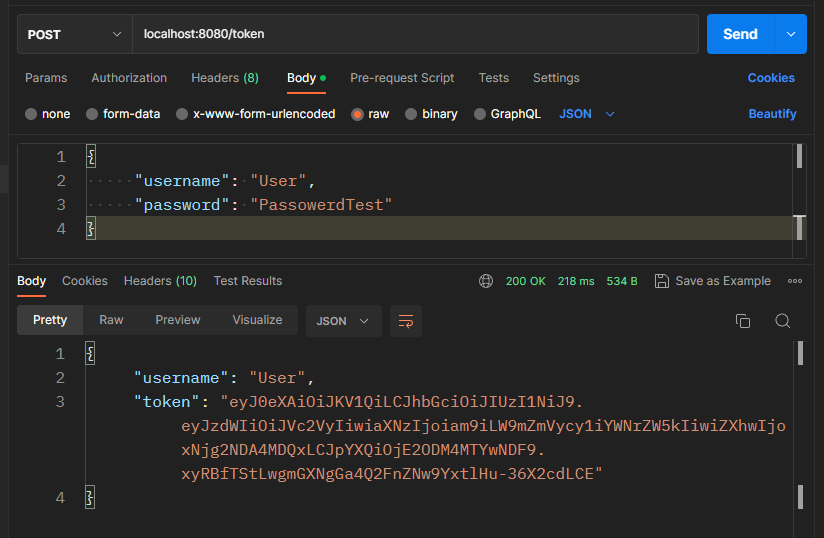 POST localhost:8080/token Send
Params Authorization Headers (8) Body Pre-request Script Tests Settings Cookies
none form-data x-www-form-urlencoded raw binary GraphQL JSON Beautify
1 {
2 "username": "User",
3 "password": "PassowerdTest"
4 }
Body Cookies Headers (10) Test Results 200 OK 218 ms 534 B Save as Example
Pretty Raw Preview Visualize JSON
1 {
2 "username": "User",
3 "token": "eyJ0eXAiOiJKV1QiLCJhbGciOiJIUzI1NiJ9.
eyJzdWIiOiJVc2VyIiwiaXNzIjoiam9iLW9mZmVycy1iYWNrZW5kIiwiZXhwIjo
xNjg2NDA4MDQxLCJpYXQiOjE2ODM4MTYwNDF9.
xyRBfTStLwgmGXNgGa4Q2FnZNw9YxtlHu-36X2cdLCE"
4 }